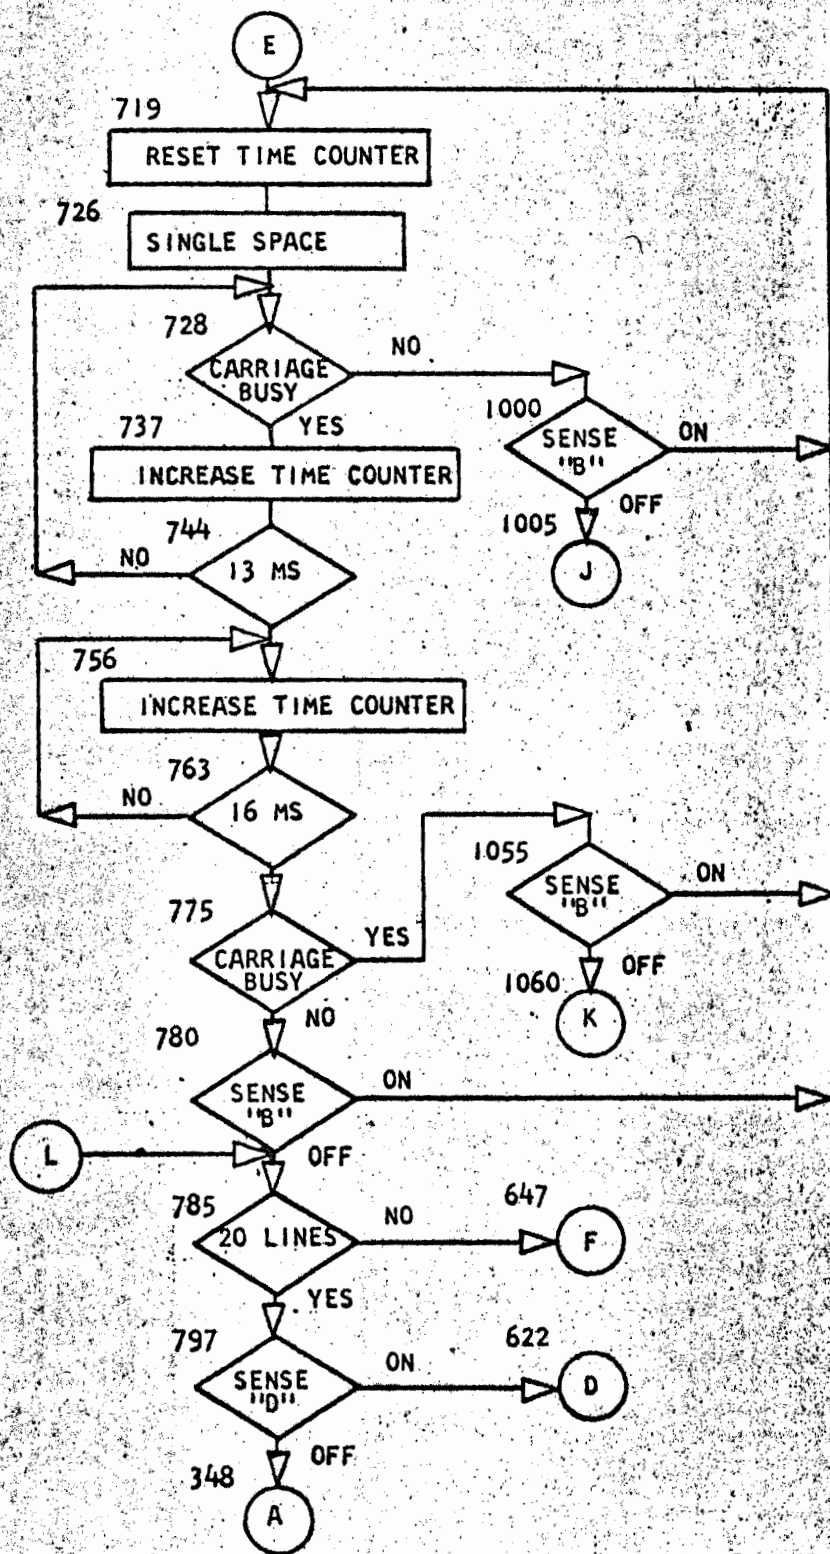 E
719
RESET TIME COUNTER
726
SINGLE SPACE
728
CARRIAGE
BUSY
NO
YES
1000
SENSE
"B"
ON
OFF
737
INCREASE TIME COUNTER
744
13 MS
NO
1005
J
756
INCREASE TIME COUNTER
763
16 MS
NO
775
CARRIAGE
BUSY
YES
NO
1055
SENSE
"B"
ON
OFF
1060
K
780
SENSE
"B"
ON
OFF
L
785
20 LINES
NO
647
F
YES
797
SENSE
"D"
ON
622
D
OFF
348
A